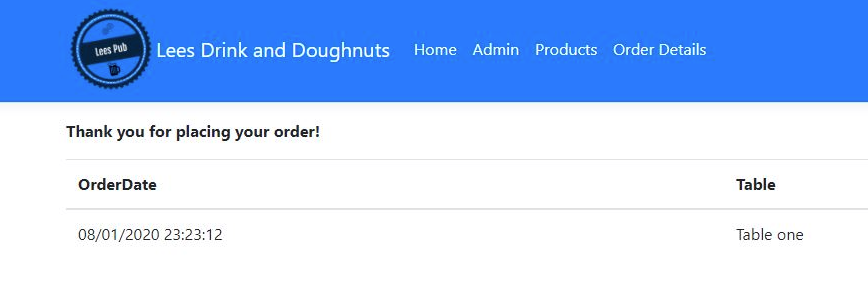 Lees Pub
Lees Drink and Doughnuts Home Admin Products Order Details
Thank you for placing your order!
OrderDate Table
08/01/2020 23:23:12 Table one